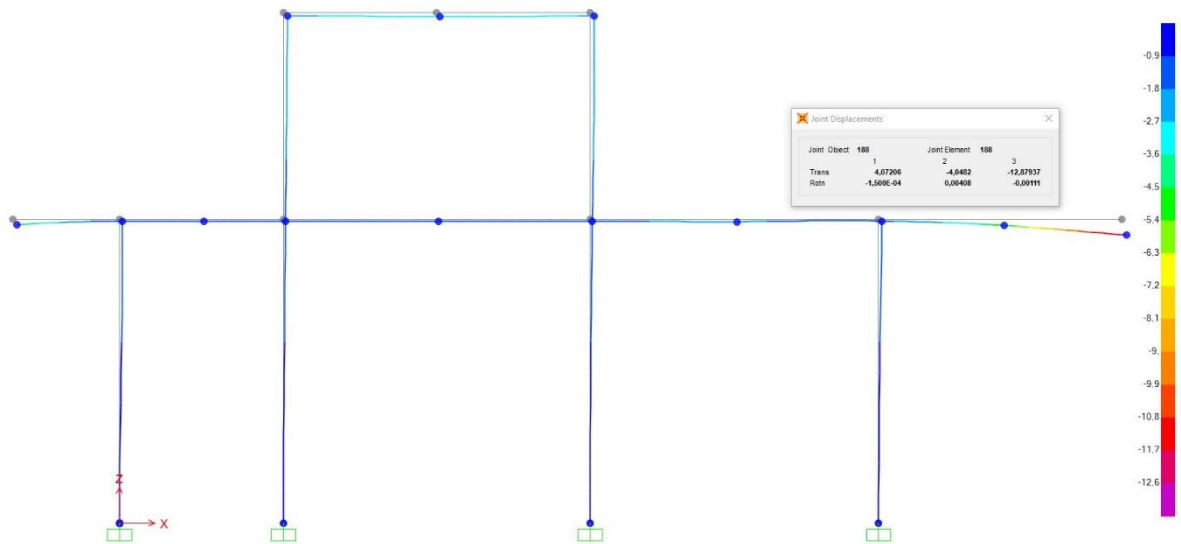 Joint Displacements
Joint Object 188 Joint Element 188
1 2 3
Trans 4,07206 -4,0482 -12,87937
Rotn -1,500E-04 0,00408 -0,00111
-0,9
-1,8
-2,7
-3,6
-4,5
-5,4
-6,3
-7,2
-8,1
-9,
-9,9
-10,8
-11,7
-12,6
Z
X